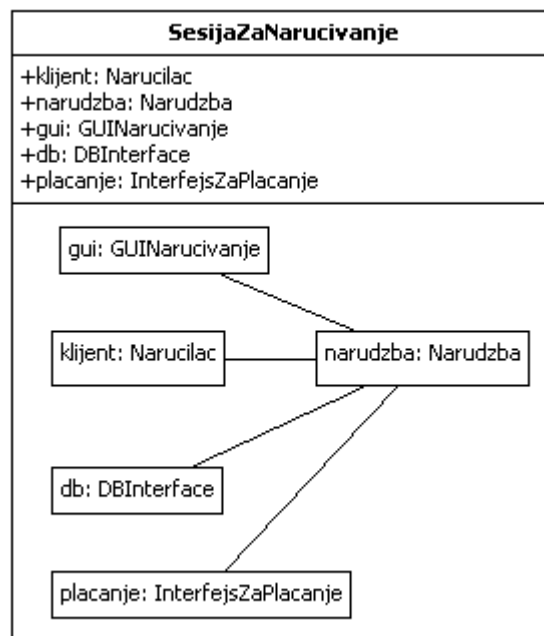 SesijaZaNarucivanje
+klijent: Narucilac
+narudzba: Narudzba
+gui: GUINarucivanje
+db: DBInterface
+placanje: InterfejsZaPlacanje
gui: GUINarucivanje
klijent: Narucilac
narudzba: Narudzba
db: DBInterface
placanje: InterfejsZaPlacanje